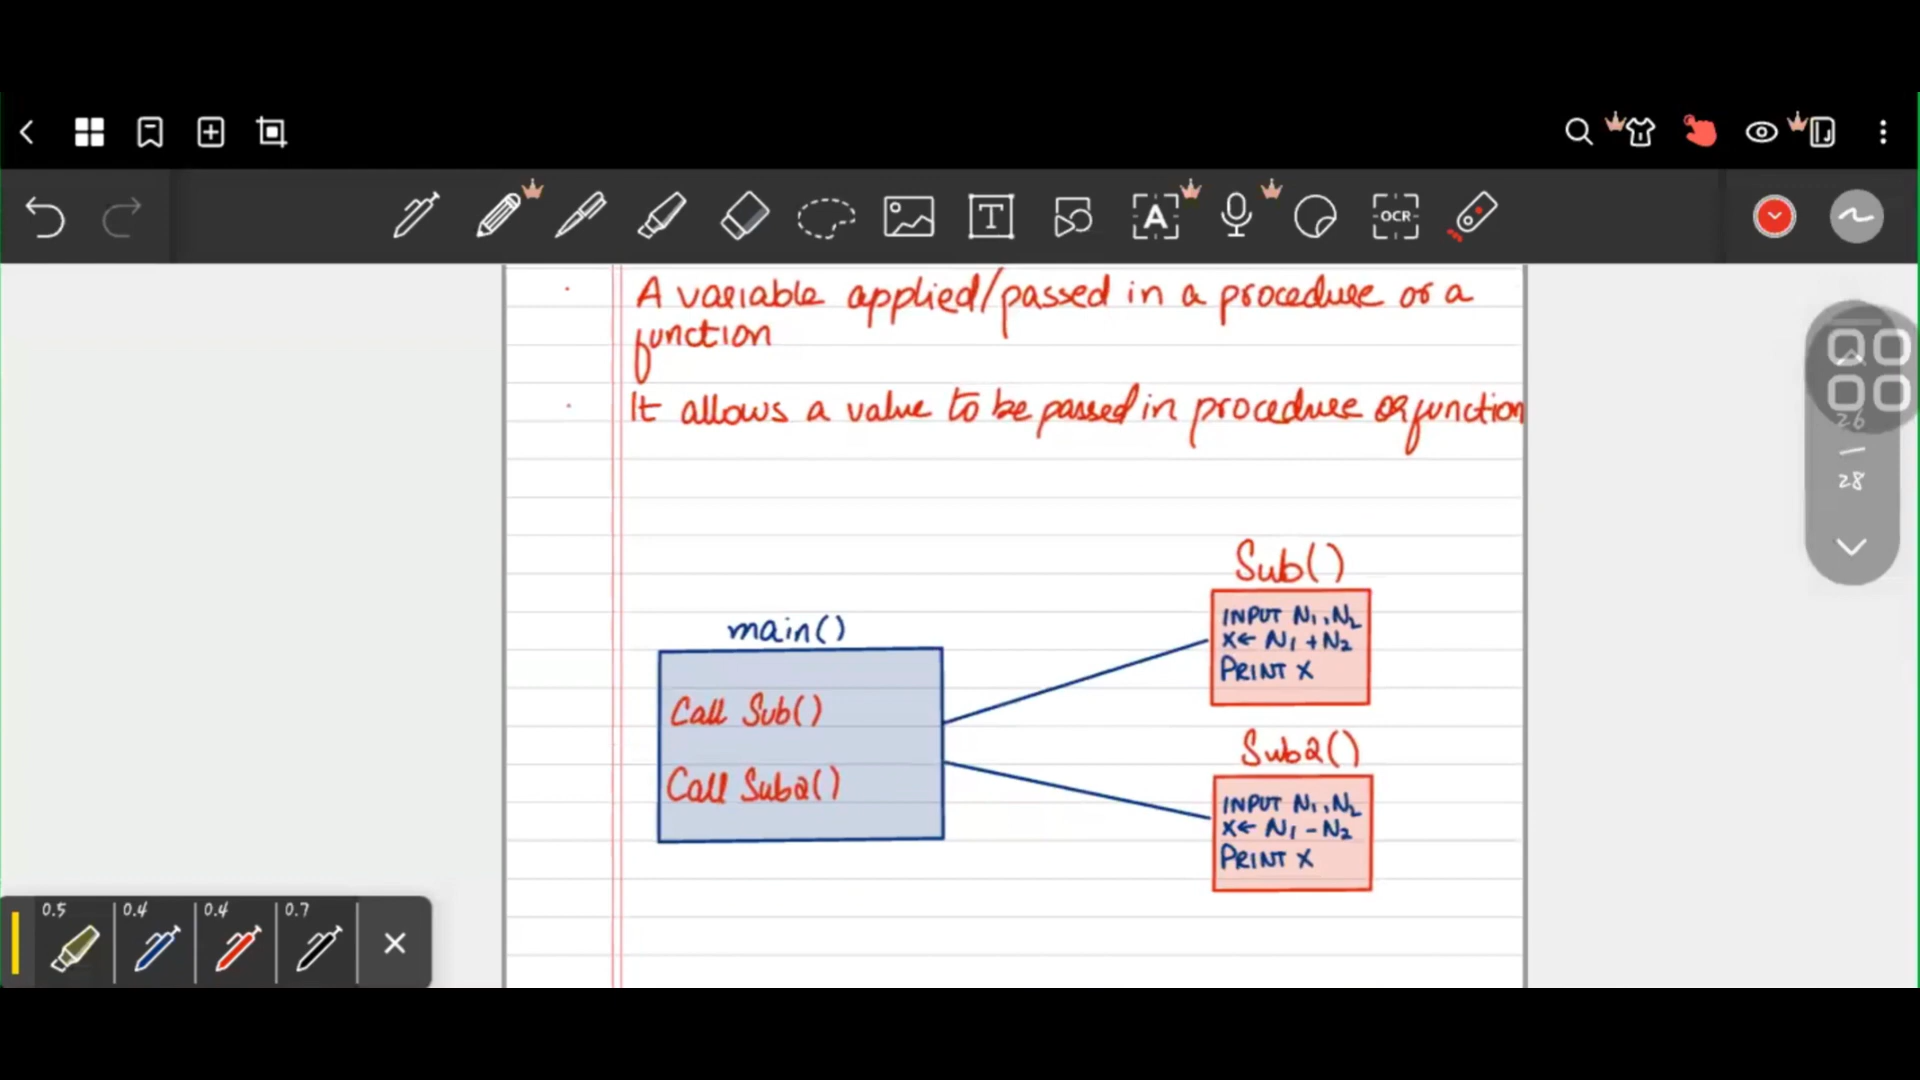 OCR
T
A
A variable applied/passed in a procedure or a
function
It allows a value to be passed in procedure or function
26
28
Sub()
INPUT N1, N2
X← N1 + N2
PRINT X
main()
Call Sub()
Call Sub2()
Sub2()
INPUT N1, N2
X← N1 - N2
PRINT X
0.5 0.4 0.4 0.7